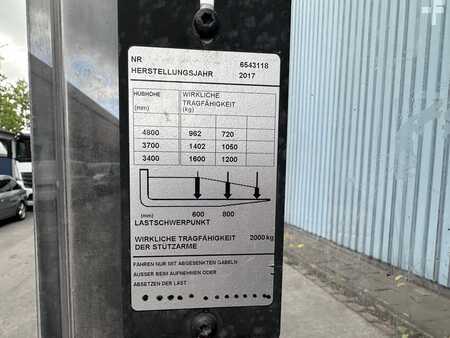 NR 6543118
HERSTELLUNGSJAHR 2017
HUBHÖHE (mm) WIRKLICHE TRAGFÄHIGKEIT (kg)
4800 962 720
3700 1402 1050
3400 1600 1200
(mm) 600 800
LASTSCHWERPUNKT
WIRKLICHE TRAGFÄHIGKEIT 2000 kg
DER STÜTZARME
FAHREN NUR MIT ABGESENKTEN GABELN
AUSSER BEIM AUFNEHMEN ODER
ABSETZEN DER LAST